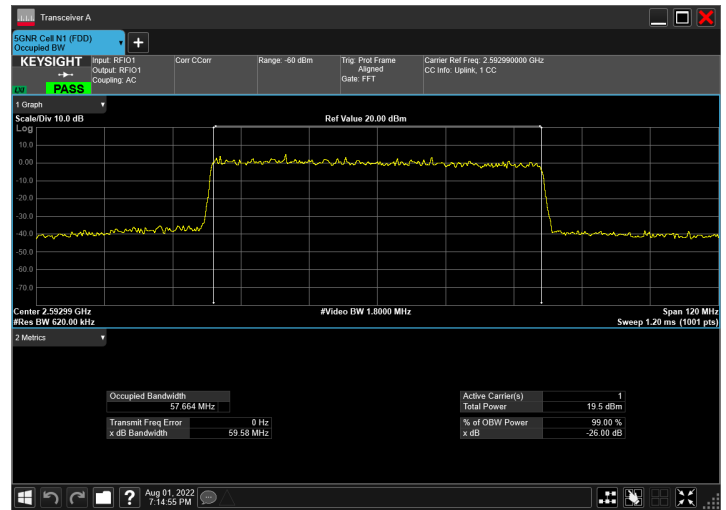 Transceiver A
5GNR Cell N1 (FDD)
Occupied BW
KEYSIGHT
PASS
Input: RFIO1
Output: RFIO1
Coupling: AC
Corr CCorr
Range: -60 dBm
Trig: Prot Frame
Aligned
Gate: FFT
Carrier Ref Freq: 2.592990000 GHz
CC Info: Uplink, 1 CC
1 Graph
Scale/Div 10.0 dB
Ref Value 20.00 dBm
Log
10.0
0.00
-10.0
-20.0
-30.0
-40.0
-50.0
-60.0
-70.0
Center 2.59299 GHz
#Video BW 1.8000 MHz
Span 120 MHz
#Res BW 620.00 kHz
Sweep 1.20 ms (1001 pts)
2 Metrics
Occupied Bandwidth
57.664 MHz
Transmit Freq Error 0 Hz
x dB Bandwidth 59.58 MHz
Active Carrier(s) 1
Total Power 19.5 dBm
% of OBW Power 99.00 %
x dB -26.00 dB
?
Aug 01, 2022
7:14:55 PM